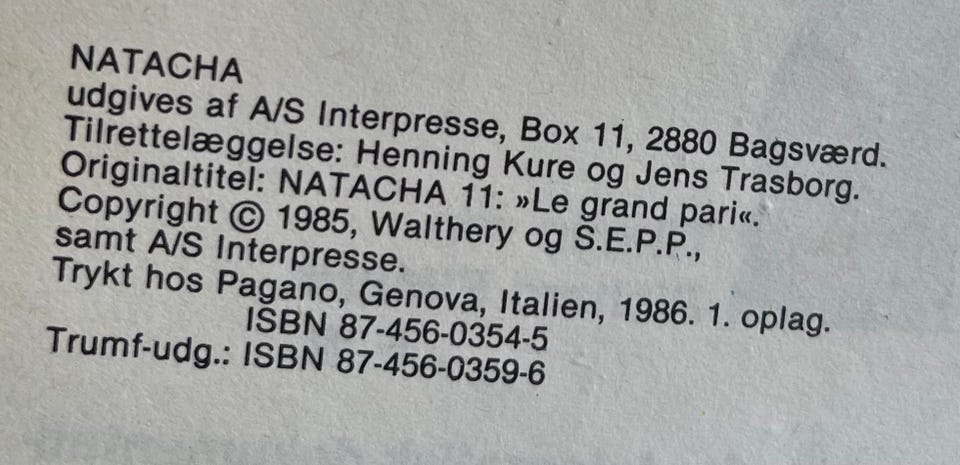 NATACHA
udgives af A/S Interpresse, Box 11, 2880 Bagsværd.
Tilrettelæggelse: Henning Kure og Jens Trasborg.
Originaltitel: NATACHA 11: »Le grand pari«.
Copyright © 1985, Walthery og S.E.P.P.,
samt A/S Interpresse.
Trykt hos Pagano, Genova, Italien, 1986. 1. oplag.
ISBN 87-456-0354-5
Trumf-udg.: ISBN 87-456-0359-6